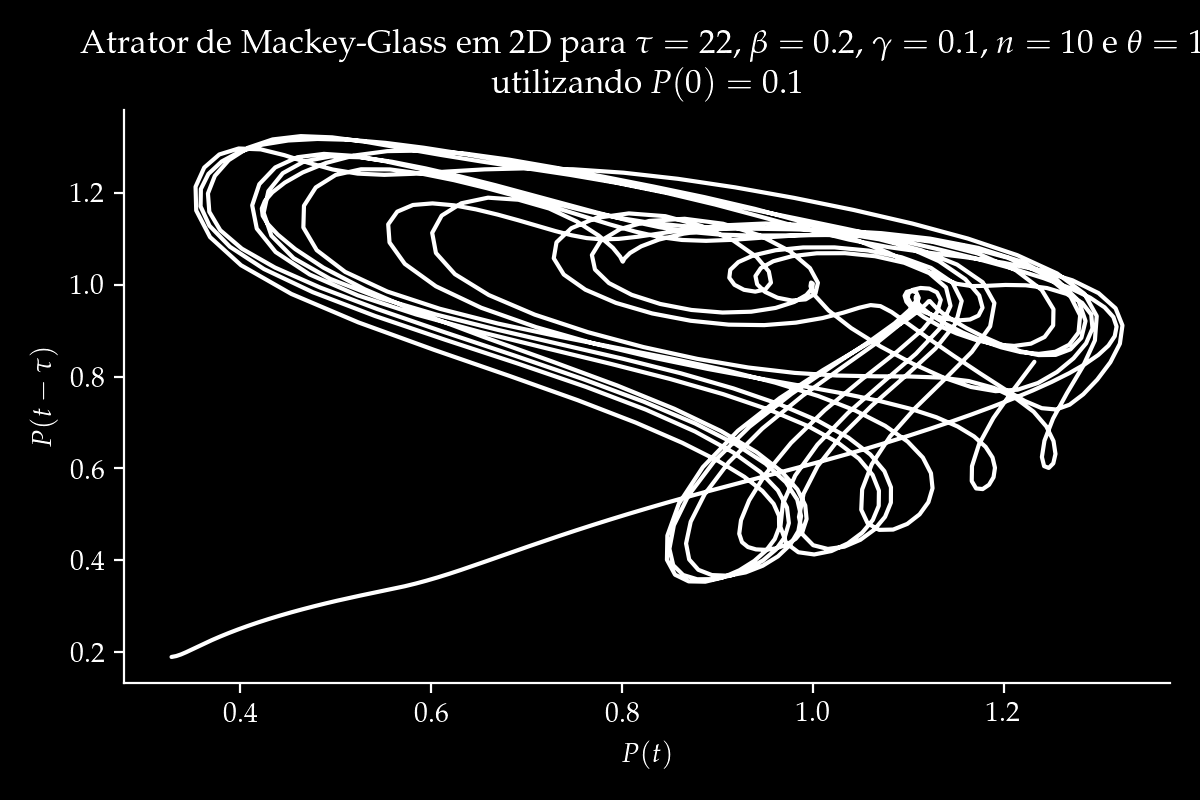 Atrator de Mackey-Glass em 2D para τ = 22, β = 0.2, γ = 0.1, n = 10 e θ = 1
utilizando P(0) = 0.1
P(t − τ)
1.2
1.0
0.8
0.6
0.4
0.2
0.4 0.6 0.8 1.0 1.2
P(t)